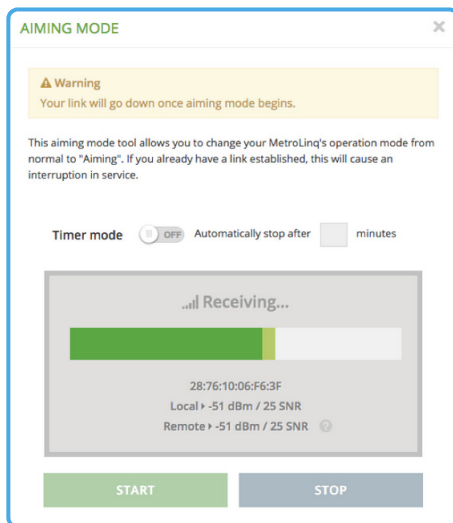 AIMING MODE
Warning
Your link will go down once aiming mode begins.
This aiming mode tool allows you to change your MetroLinq's operation mode from
normal to "Aiming". If you already have a link established, this will cause an
interruption in service.
Timer mode OFF Automatically stop after minutes
Receiving...
28:76:10:06:F6:3F
Local ‣ -51 dBm / 25 SNR
Remote ‣ -51 dBm / 25 SNR ?
START STOP